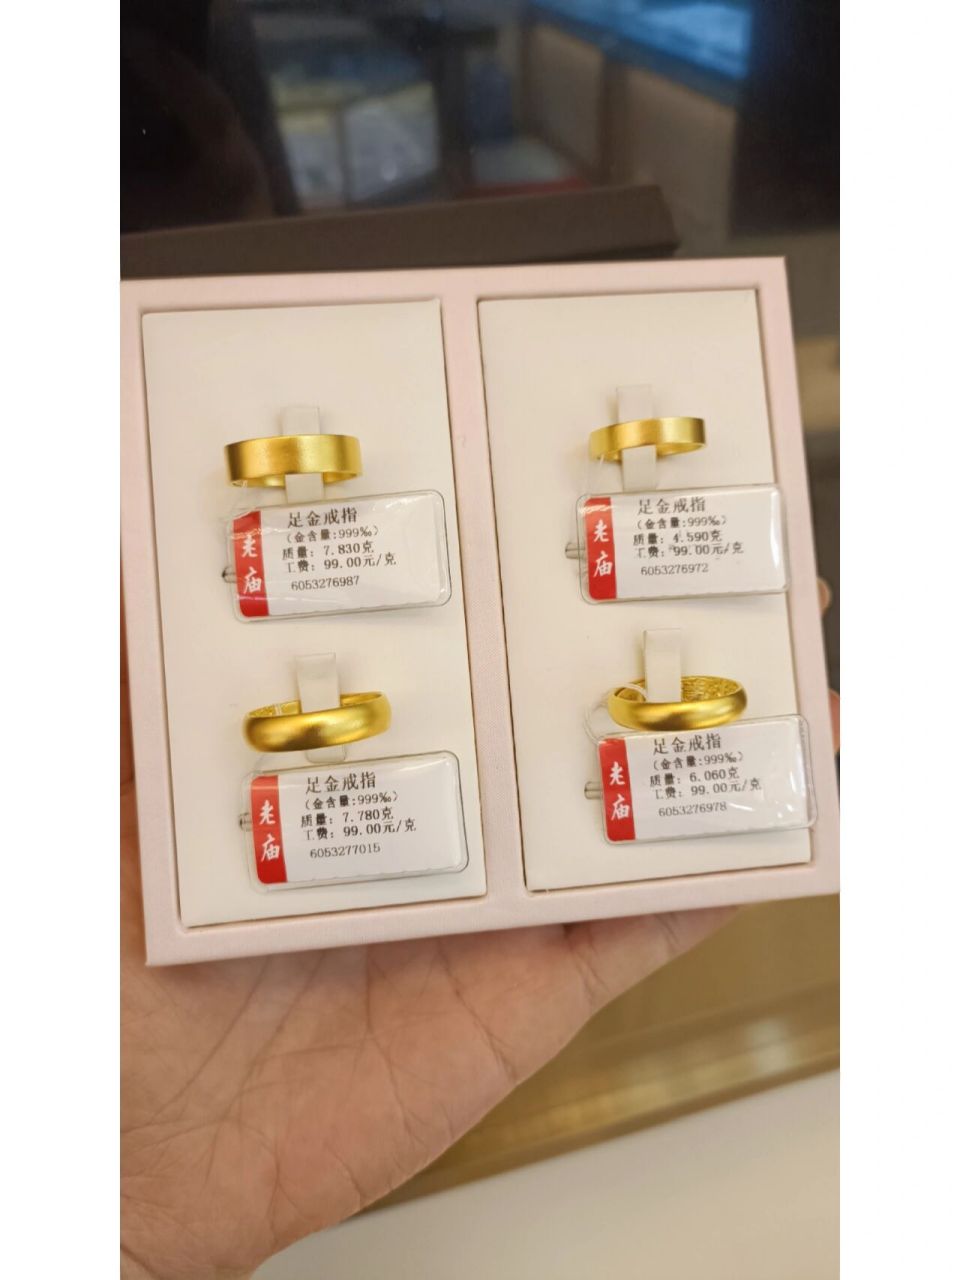 老庙
足金戒指
(金含量:999‰)
质量: 7.830克
工费: 99.00元/克
6053276987
老庙
足金戒指
(金含量:999‰)
质量: 4.590克
工费: 99.00元/克
6053276972
老庙
足金戒指
(金含量:999‰)
质量: 7.780克
工费: 99.00元/克
6053277015
老庙
足金戒指
(金含量:999‰)
质量: 6.060克
工费: 99.00元/克
6053276978